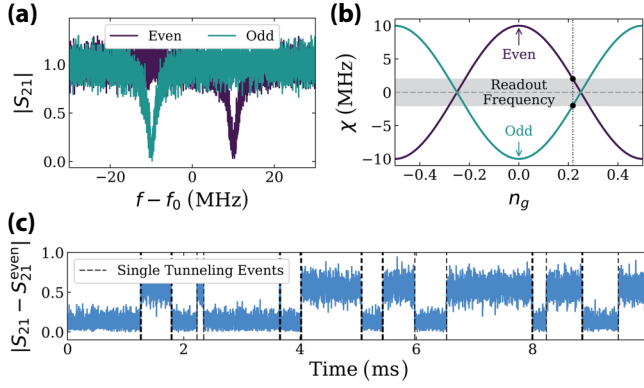 (a)
Even
Odd
|S21|
1.0
0.5
0.0
−20
0
20
f − f0 (MHz)
(b)
χ (MHz)
10
5
0
−5
−10
Even
Readout
Frequency
Odd
−0.4
−0.2
0.0
0.2
0.4
ng
(c)
|S21 − S21^even|
1.0
0.5
0.0
Single Tunneling Events
0
2
4
6
8
Time (ms)